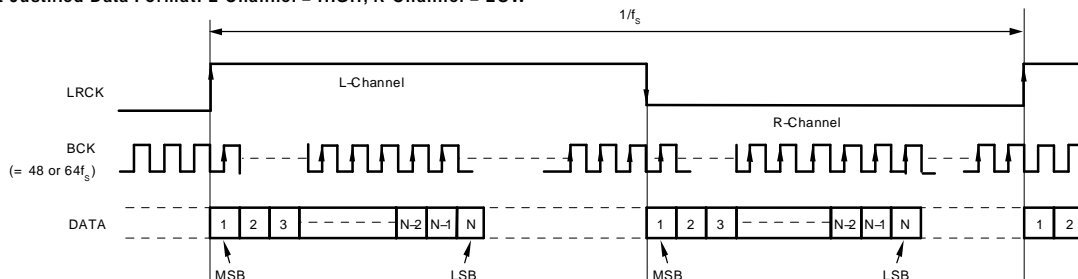 Justified Data Format: L-Channel = HIGH, R-Channel = LOW
1/fs
L-Channel
LRCK
R-Channel
BCK
(= 48 or 64fs)
DATA
1 2 3 N–2 N–1 N 1 2 3 N–2 N–1 N 1 2
MSB LSB MSB LSB